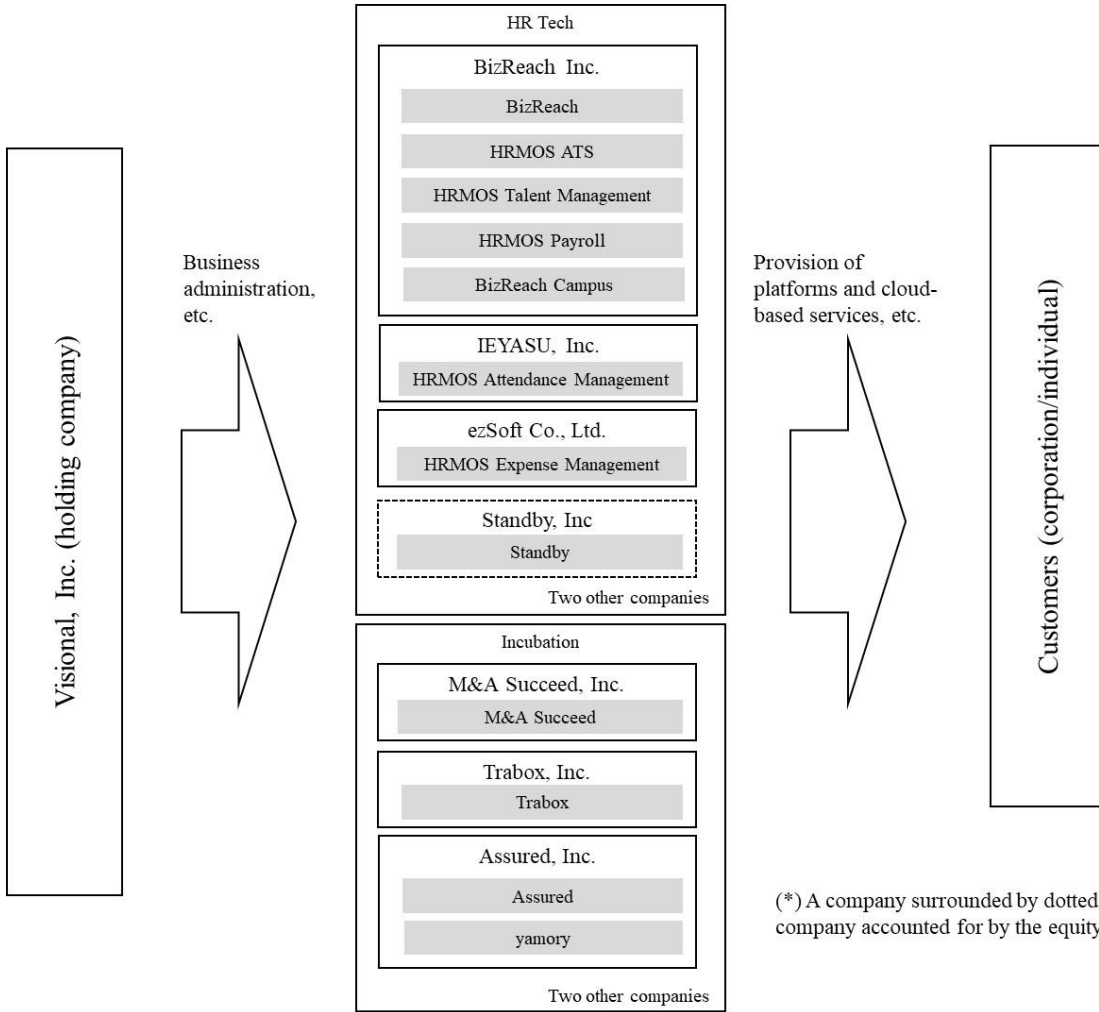 Visional, Inc. (holding company)
Business
administration,
etc.
HR Tech
BizReach Inc.
BizReach
HRMOS ATS
HRMOS Talent Management
HRMOS Payroll
BizReach Campus
IEYASU, Inc.
HRMOS Attendance Management
ezSoft Co., Ltd.
HRMOS Expense Management
Standby, Inc
Standby
Two other companies
Incubation
M&A Succeed, Inc.
M&A Succeed
Trabox, Inc.
Trabox
Assured, Inc.
Assured
yamory
Two other companies
Provision of
platforms and cloud-
based services, etc.
Customers (corporation/individual)
(*) A company surrounded by dotted
company accounted for by the equity